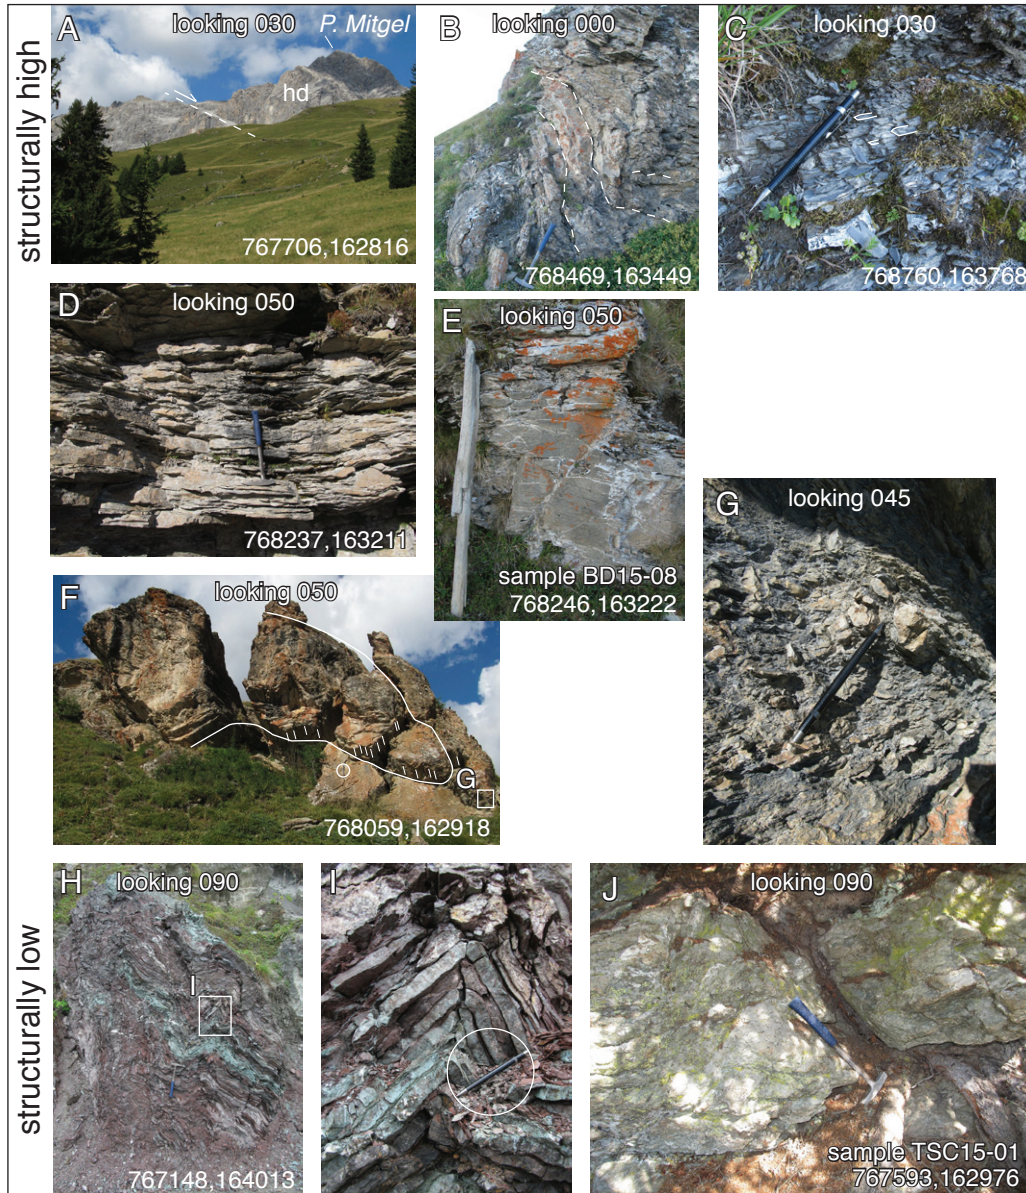 structurally high
A
looking 030
P. Mitgel
hd
767706,162816
B
looking 000
768469,163449
C
looking 030
768760,163768
D
looking 050
768237,163211
E
looking 050
sample BD15-08
768246,163222
F
looking 050
G
768059,162918
G
looking 045
structurally low
H
looking 090
I
767148,164013
I
J
looking 090
sample TSC15-01
767593,162976